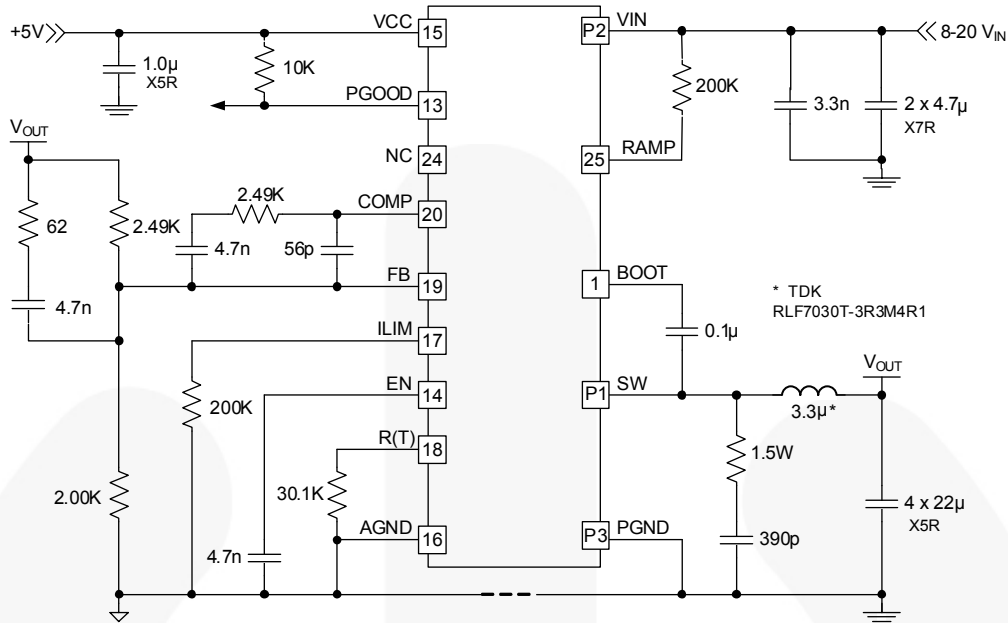 +5V
VCC
15
P2
VIN
8-20 VIN
1.0µ
X5R
10K
200K
3.3n
2 x 4.7µ
X7R
PGOOD
13
VOUT
NC
24
25
RAMP
62
2.49K
2.49K
COMP
20
4.7n
56p
4.7n
FB
19
1
BOOT
* TDK
RLF7030T-3R3M4R1
ILIM
17
0.1µ
200K
EN
14
P1
SW
VOUT
3.3µ*
R(T)
18
1.5W
2.00K
30.1K
4 x 22µ
X5R
AGND
16
P3
PGND
4.7n
390p